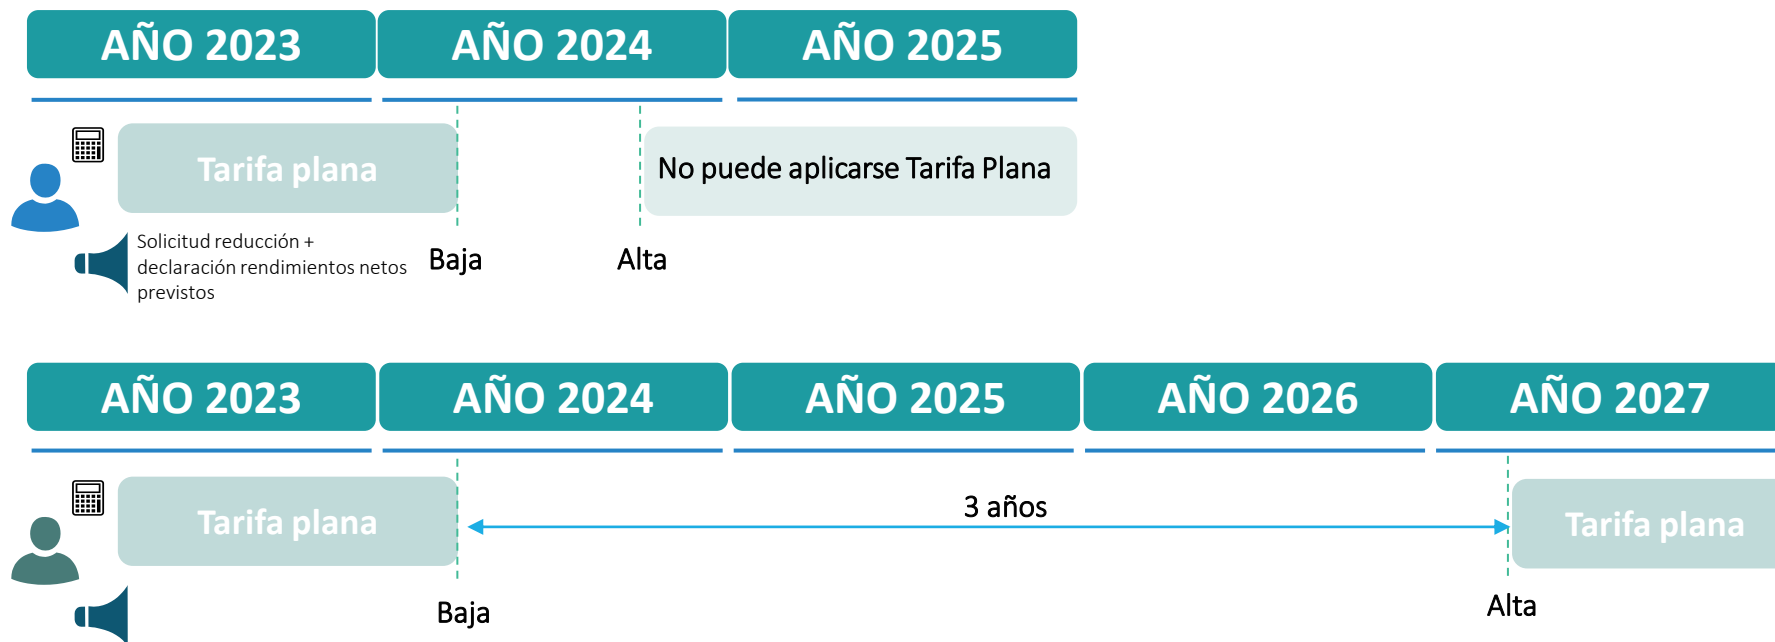 AÑO 2023
AÑO 2024
AÑO 2025
Tarifa plana
No puede aplicarse Tarifa Plana
Solicitud reducción +
declaración rendimientos netos
previstos
Baja
Alta
AÑO 2023
AÑO 2024
AÑO 2025
AÑO 2026
AÑO 2027
Tarifa plana
3 años
Tarifa plana
Baja
Alta